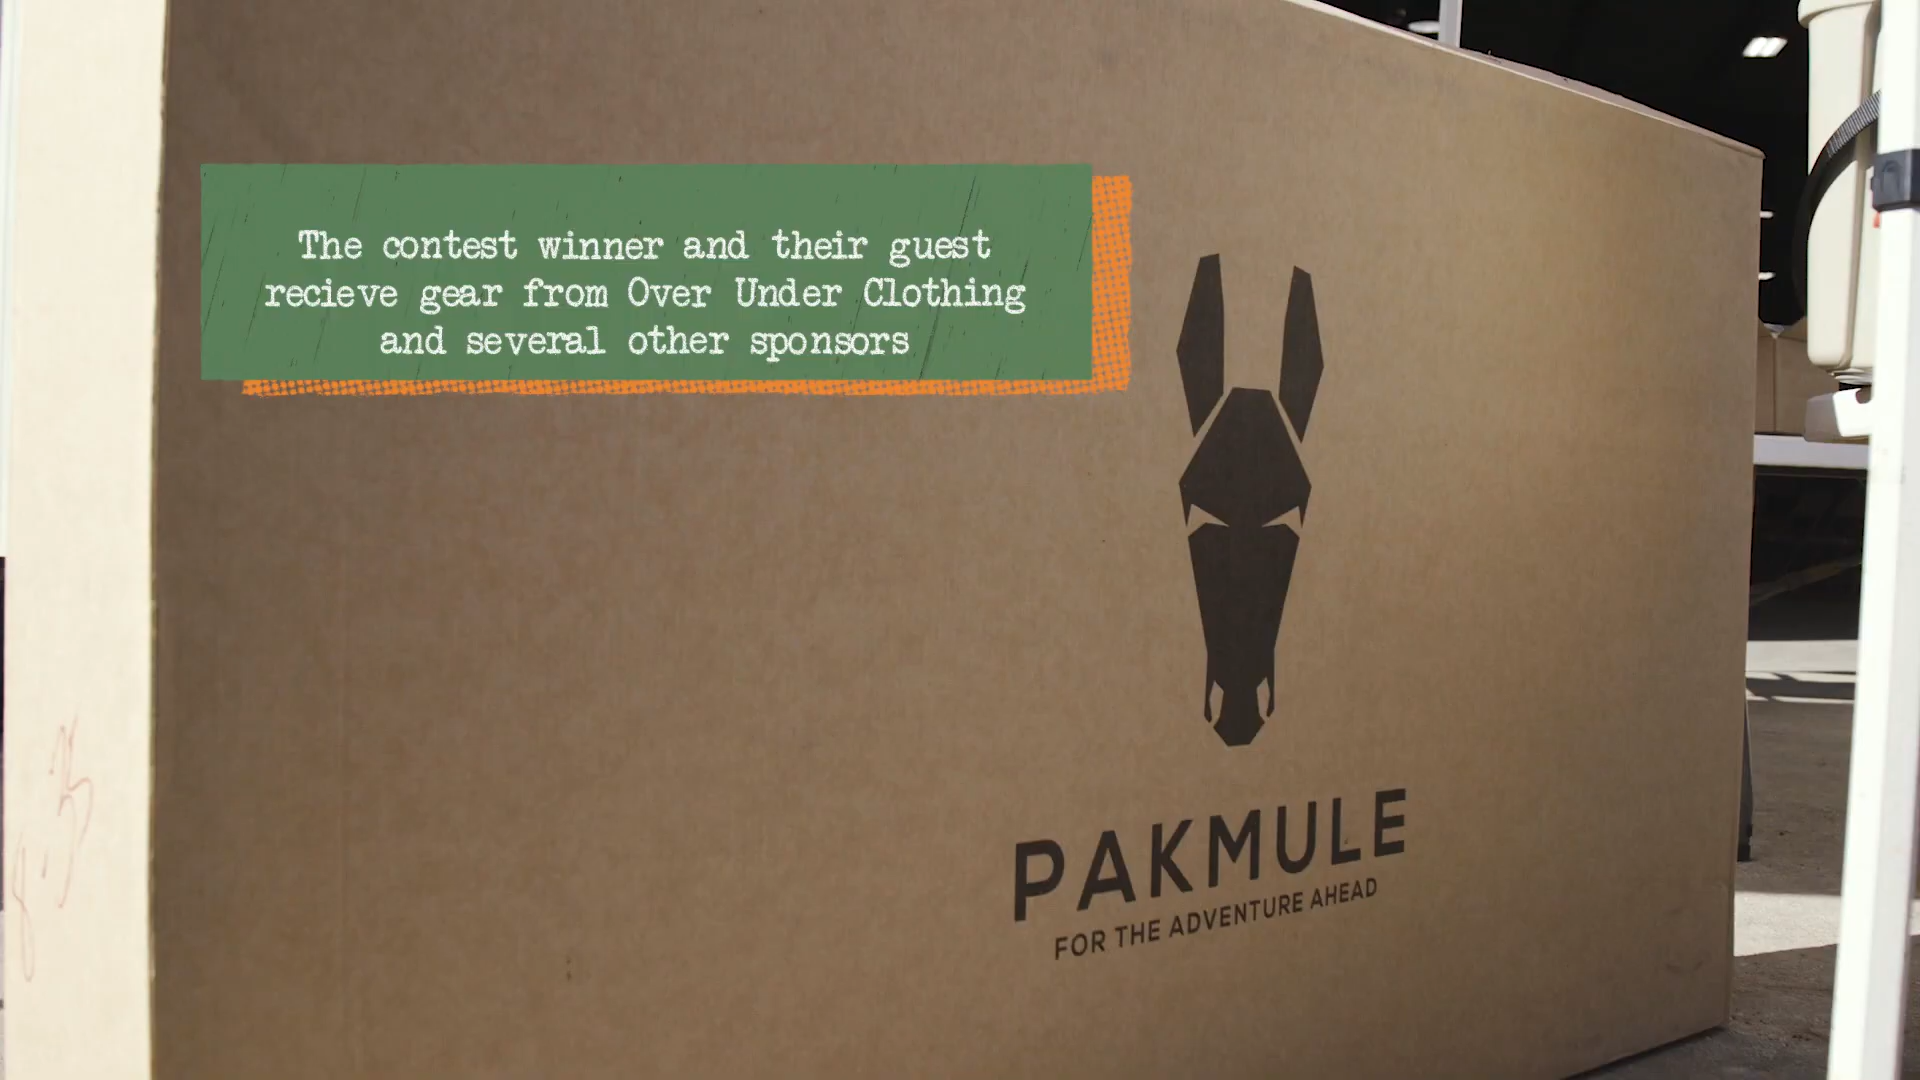 The contest winner and their guest
recieve gear from Over Under Clothing
and several other sponsors
PAKMULE
FOR THE ADVENTURE AHEAD